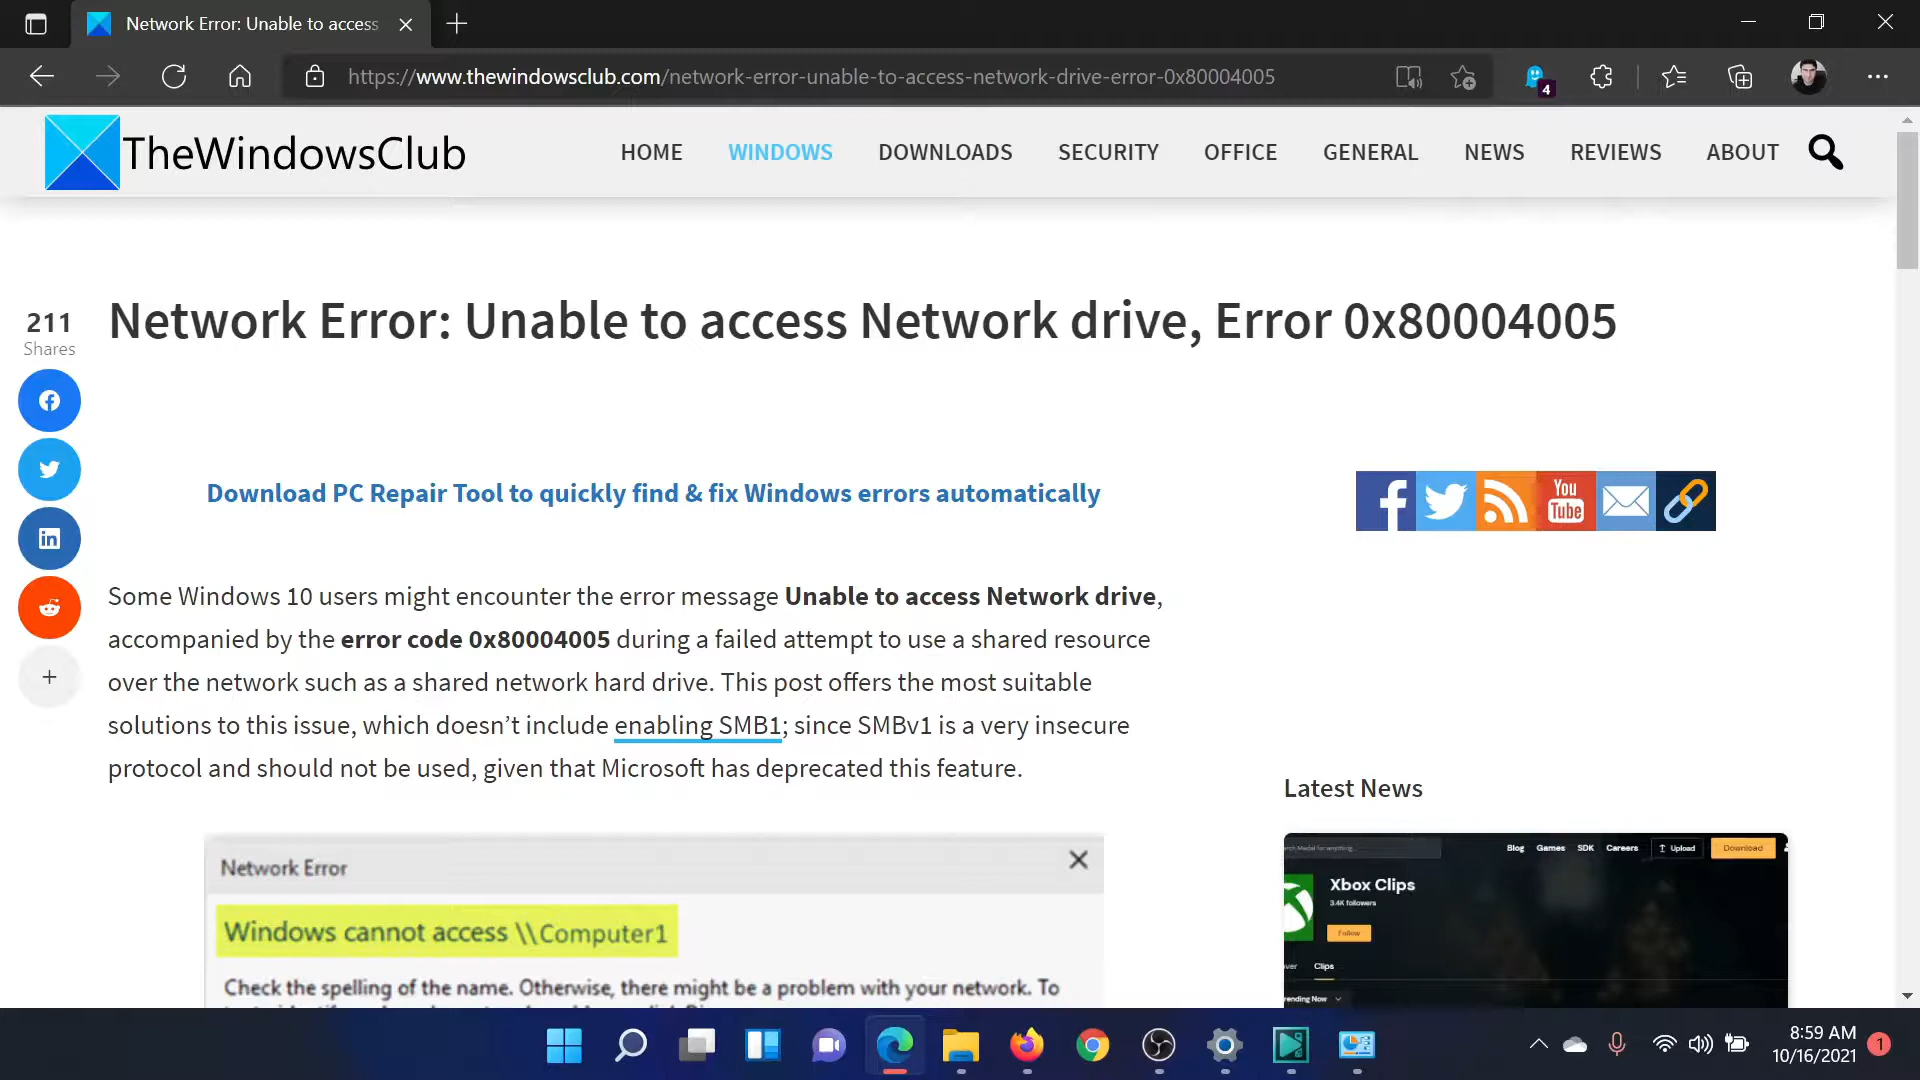 Network Error: Unable to access
https://www.thewindowsclub.com/network-error-unable-to-access-network-drive-error-0x80004005
4
TheWindowsClub
HOME WINDOWS DOWNLOADS SECURITY OFFICE GENERAL NEWS REVIEWS ABOUT
211
Shares
Network Error: Unable to access Network drive, Error 0x80004005
Download PC Repair Tool to quickly find & fix Windows errors automatically
You
Tube
Some Windows 10 users might encounter the error message Unable to access Network drive,
accompanied by the error code 0x80004005 during a failed attempt to use a shared resource
over the network such as a shared network hard drive. This post offers the most suitable
solutions to this issue, which doesn’t include enabling SMB1; since SMBv1 is a very insecure
protocol and should not be used, given that Microsoft has deprecated this feature.
Latest News
Network Error
Windows cannot access \\Computer1
Check the spelling of the name. Otherwise, there might be a problem with your network. To
Blog Games SDK Careers Upload Download
Xbox Clips
3.4K followers
Follow
Clips
8:59 AM
10/16/2021
1